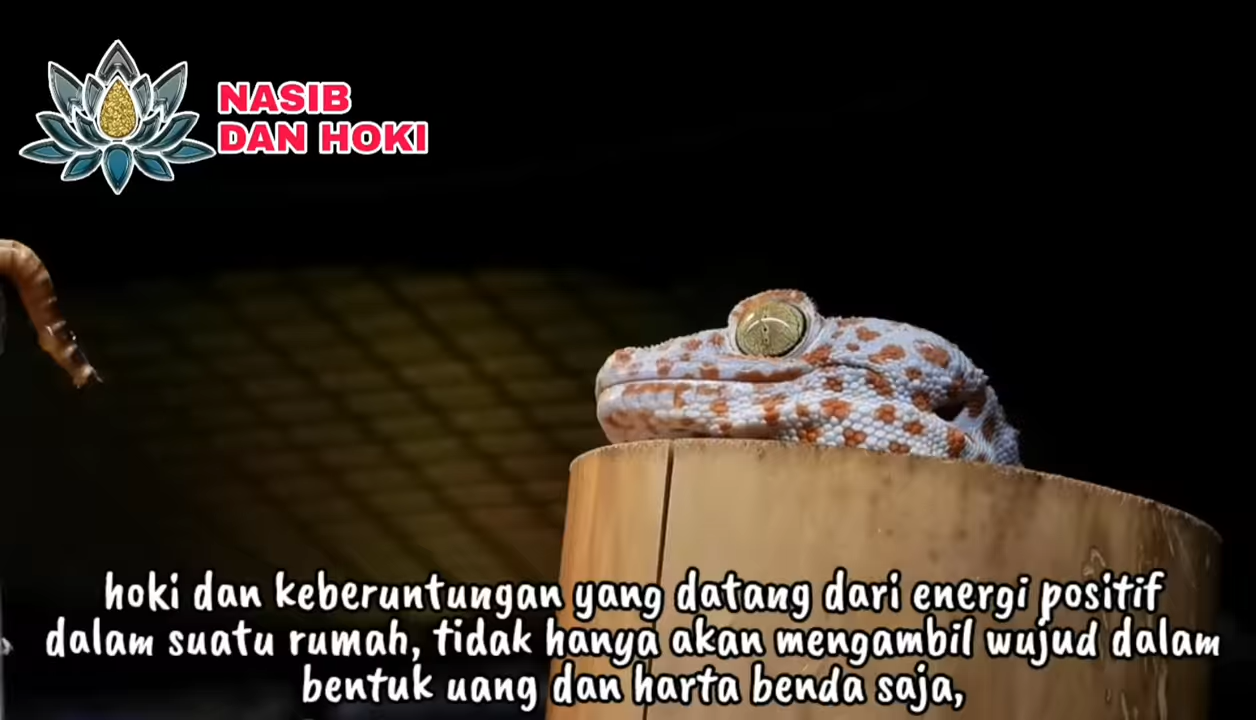 NASIB
DAN HOKI
hoki dan keberuntungan yang datang dari energi positif
dalam suatu rumah, tidak hanya akan mengambil wujud dalam
bentuk uang dan harta benda saja,